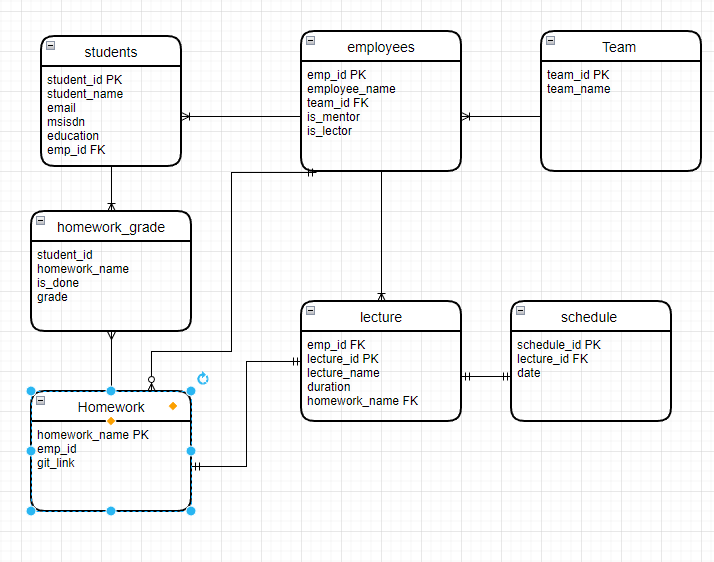 students
student_id PK
student_name
email
msisdn
education
emp_id FK
employees
emp_id PK
employee_name
team_id FK
is_mentor
is_lector
Team
team_id PK
team_name
homework_grade
student_id
homework_name
is_done
grade
lecture
emp_id FK
lecture_id PK
lecture_name
duration
homework_name FK
schedule
schedule_id PK
lecture_id FK
date
Homework
homework_name PK
emp_id
git_link